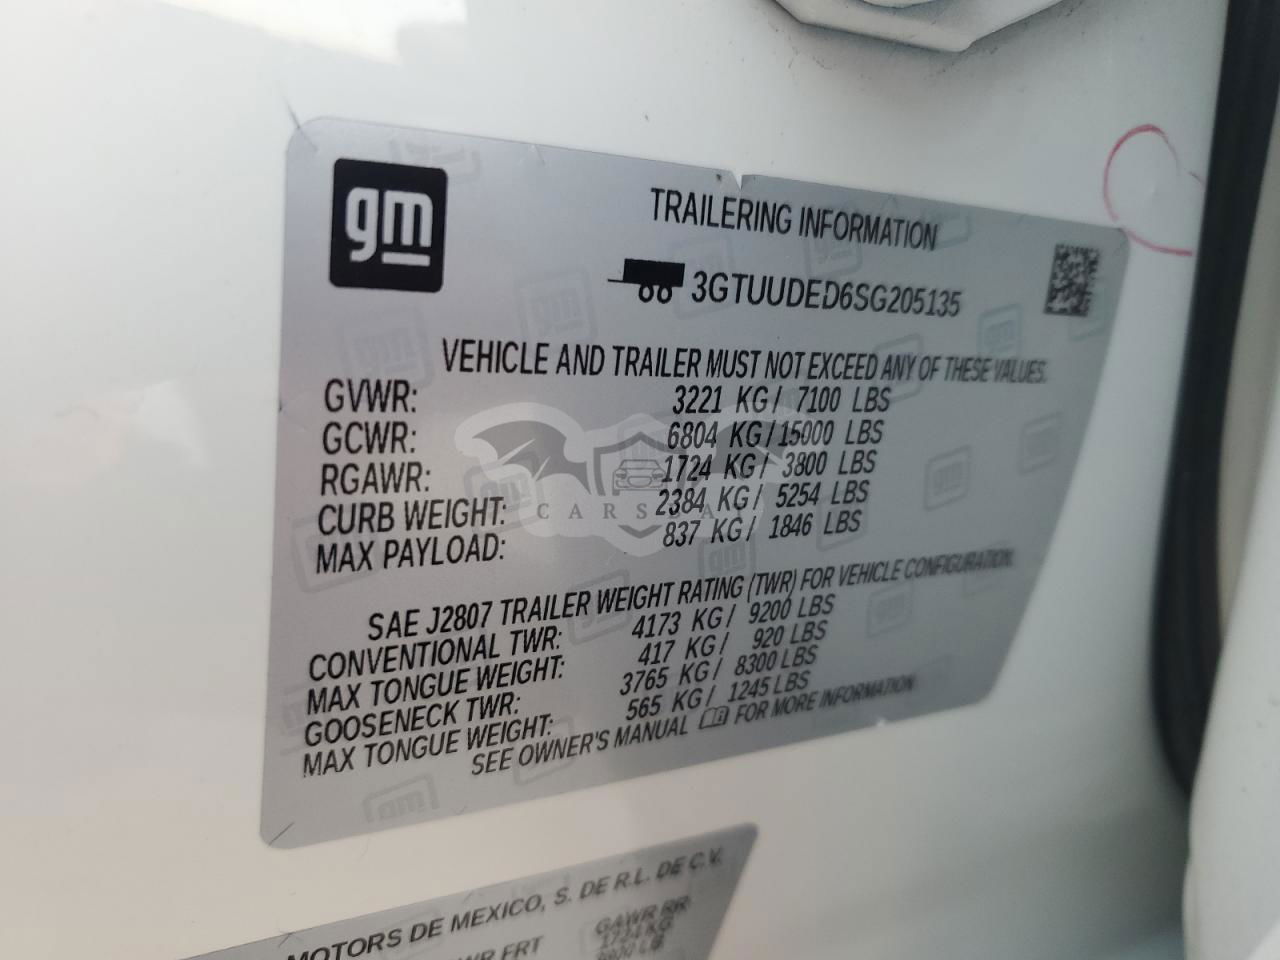 gm
TRAILERING INFORMATION
3GTUUDED6SG205135
VEHICLE AND TRAILER MUST NOT EXCEED ANY OF THESE VALUES.
GVWR: 3221 KG/ 7100 LBS
GCWR: 6804 KG/15000 LBS
RGAWR: 1724 KG/ 3800 LBS
CURB WEIGHT: 2384 KG/ 5254 LBS
MAX PAYLOAD: 837 KG/ 1846 LBS
SAE J2807 TRAILER WEIGHT RATING (TWR) FOR VEHICLE CONFIGURATION.
CONVENTIONAL TWR: 4173 KG/ 9200 LBS
MAX TONGUE WEIGHT: 417 KG/ 920 LBS
GOOSENECK TWR: 3765 KG/ 8300 LBS
MAX TONGUE WEIGHT: 565 KG/ 1245 LBS
SEE OWNER'S MANUAL FOR MORE INFORMATION
MOTORS DE MEXICO, S. DE R.L. DE C.V.
FRT GAWR RR
1724 KG